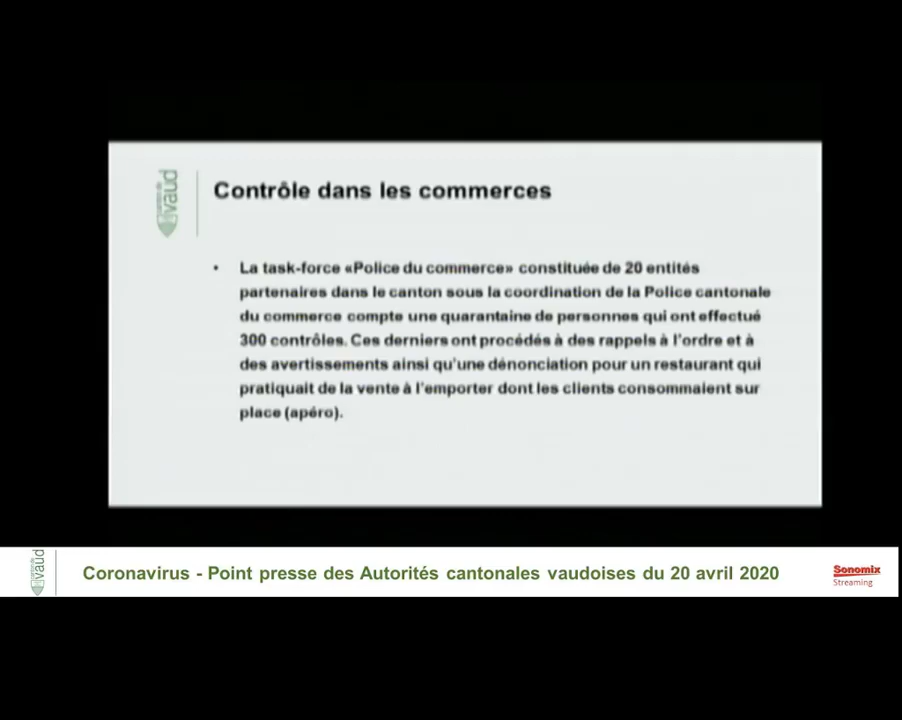 vaud
Contrôle dans les commerces
• La task-force «Police du commerce» constituée de 20 entités
partenaires dans le canton sous la coordination de la Police cantonale
du commerce compte une quarantaine de personnes qui ont effectué
300 contrôles. Ces derniers ont procédés à des rappels à l'ordre et à
des avertissements ainsi qu'une dénonciation pour un restaurant qui
pratiquait de la vente à l'emporter dont les clients consommaient sur
place (apéro).
vaud
Coronavirus - Point presse des Autorités cantonales vaudoises du 20 avril 2020
Sonomix
Streaming